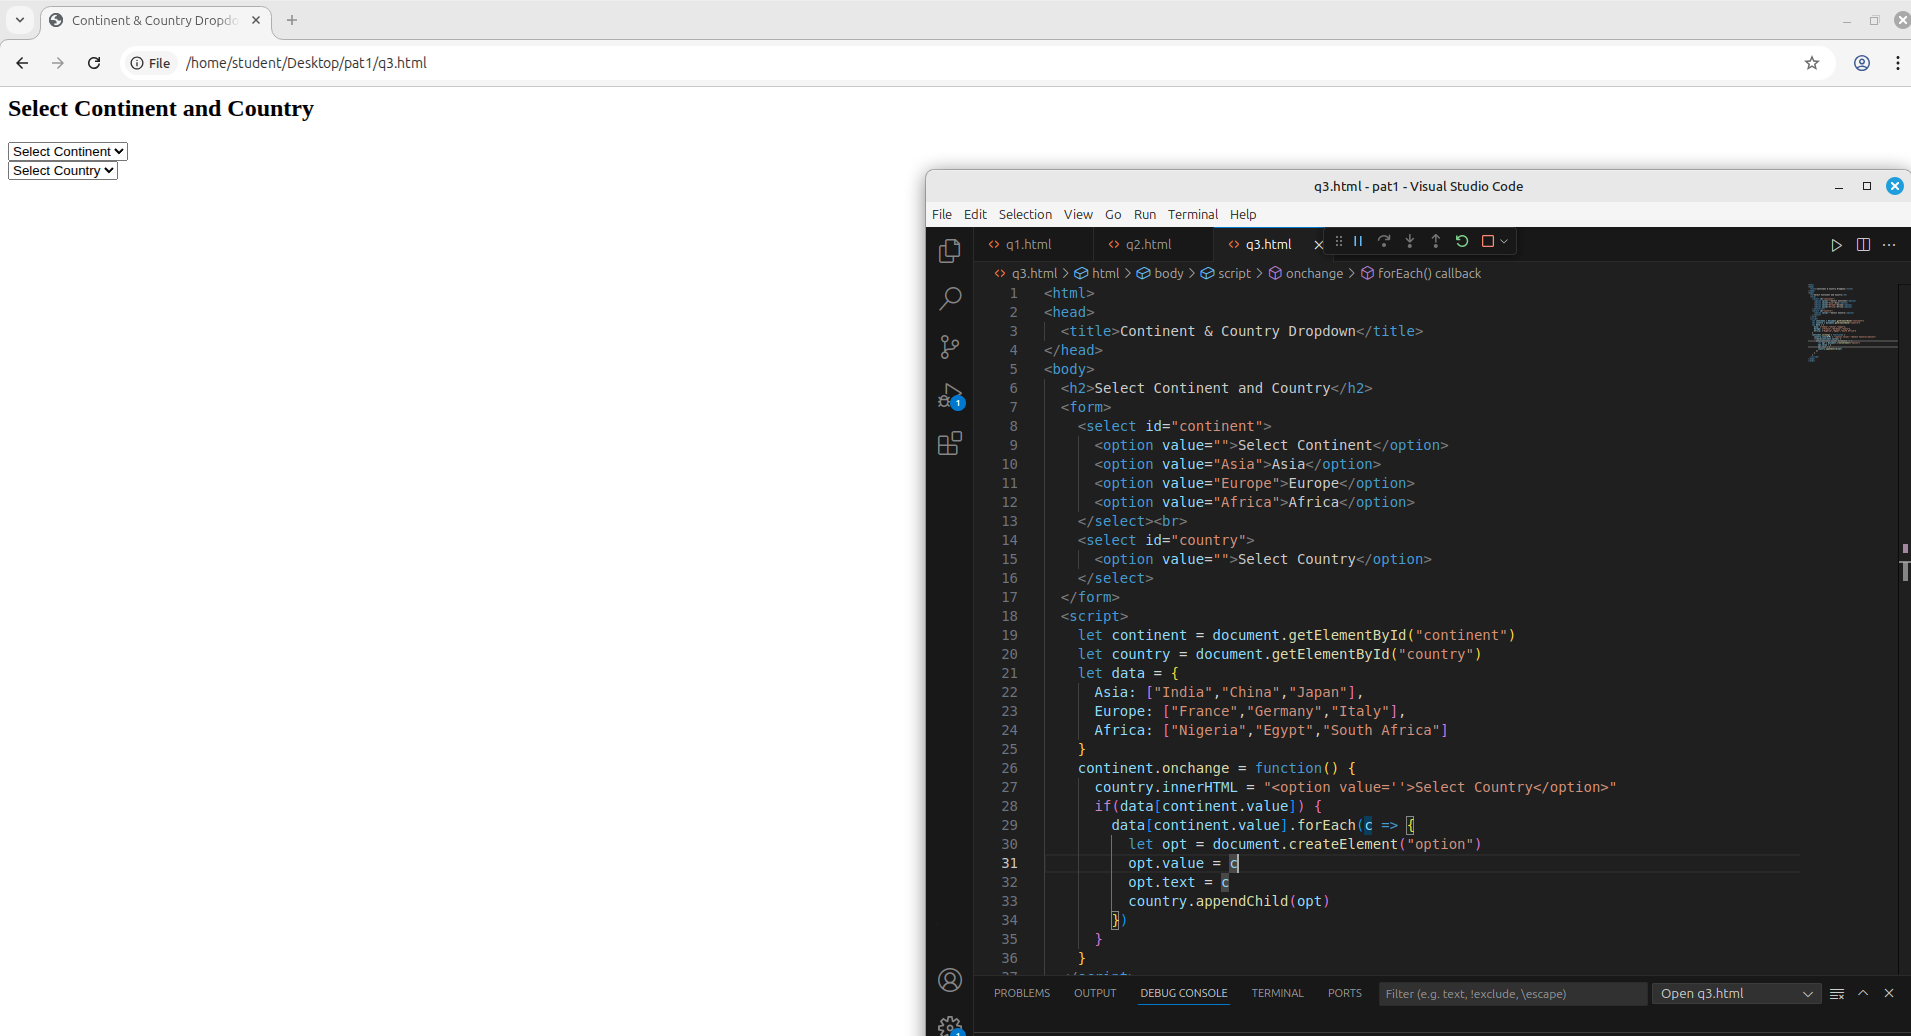 Continent & Country Dropdo
File /home/student/Desktop/pat1/q3.html
Select Continent and Country
Select Continent
Select Country
q3.html - pat1 - Visual Studio Code
File Edit Selection View Go Run Terminal Help
q1.html q2.html q3.html
q3.html > html > body > script > onchange > forEach() callback
1 <html>
2 <head>
3 <title>Continent & Country Dropdown</title>
4 </head>
5 <body>
6 <h2>Select Continent and Country</h2>
7 <form>
8 <select id="continent">
9 <option value="">Select Continent</option>
10 <option value="Asia">Asia</option>
11 <option value="Europe">Europe</option>
12 <option value="Africa">Africa</option>
13 </select><br>
14 <select id="country">
15 <option value="">Select Country</option>
16 </select>
17 </form>
18 <script>
19 let continent = document.getElementById("continent")
20 let country = document.getElementById("country")
21 let data = {
22 Asia: ["India","China","Japan"],
23 Europe: ["France","Germany","Italy"],
24 Africa: ["Nigeria","Egypt","South Africa"]
25 }
26 continent.onchange = function() {
27 country.innerHTML = "<option value=''>Select Country</option>"
28 if(data[continent.value]) {
29 data[continent.value].forEach(c => {
30 let opt = document.createElement("option")
31 opt.value = c
32 opt.text = c
33 country.appendChild(opt)
34 })
35 }
36 }
37 </script>
1
PROBLEMS OUTPUT DEBUG CONSOLE TERMINAL PORTS Filter (e.g. text, !exclude, \escape) Open q3.html
1